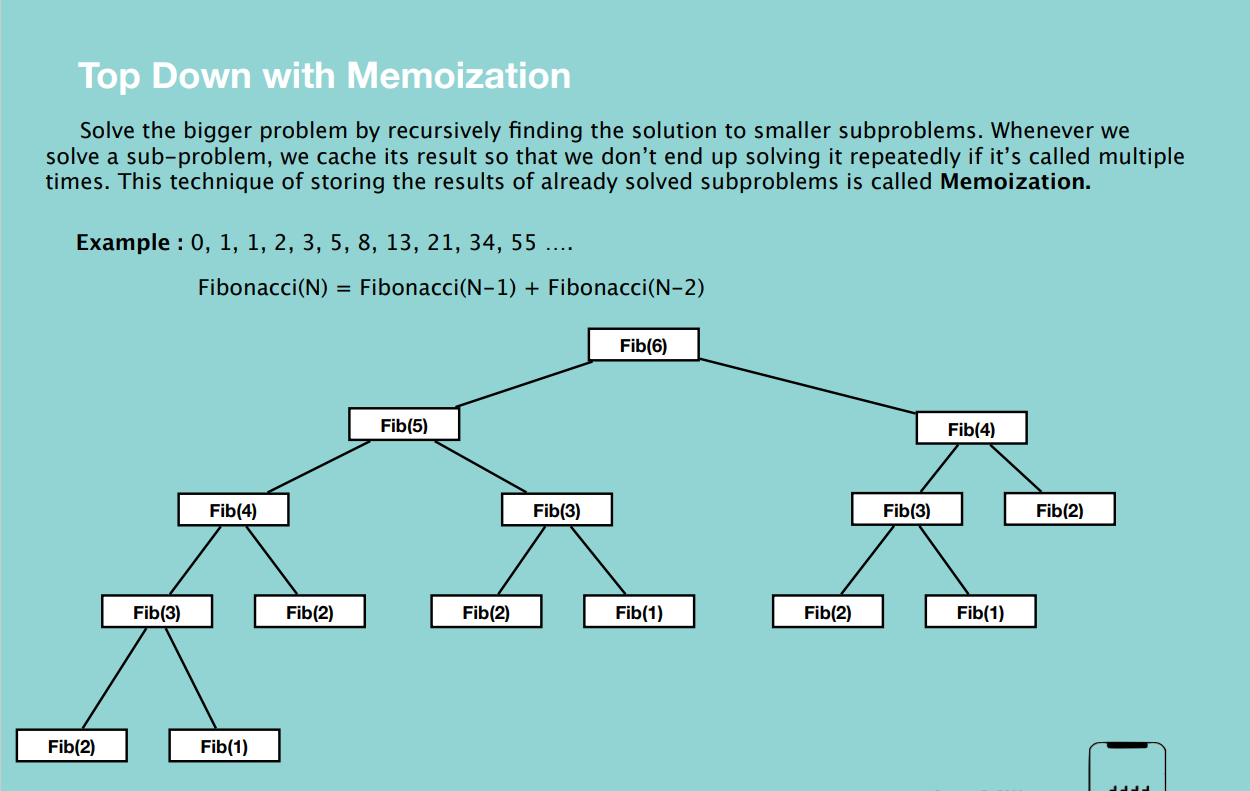 Top Down with Memoization
Solve the bigger problem by recursively finding the solution to smaller subproblems. Whenever we
solve a sub-problem, we cache its result so that we don’t end up solving it repeatedly if it’s called multiple
times. This technique of storing the results of already solved subproblems is called Memoization.
Example : 0, 1, 1, 2, 3, 5, 8, 13, 21, 34, 55 ….
Fibonacci(N) = Fibonacci(N-1) + Fibonacci(N-2)
Fib(6)
Fib(5) Fib(4)
Fib(4) Fib(3) Fib(3) Fib(2)
Fib(3) Fib(2) Fib(2) Fib(1) Fib(2) Fib(1)
Fib(2) Fib(1)